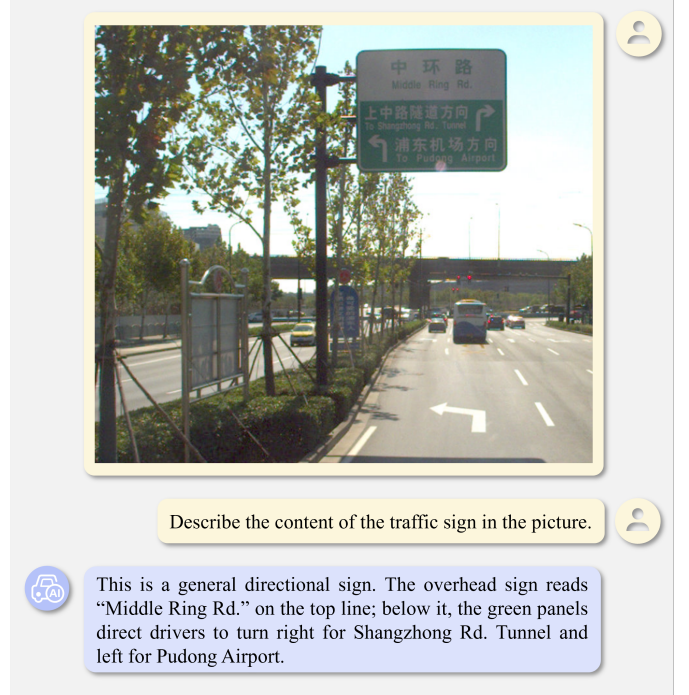 中环路
Middle Ring Rd.
上中路隧道方向
To Shangzhong Rd. Tunnel
浦东机场方向
To Pudong Airport
Describe the content of the traffic sign in the picture.
AI
This is a general directional sign. The overhead sign reads
“Middle Ring Rd.” on the top line; below it, the green panels
direct drivers to turn right for Shangzhong Rd. Tunnel and
left for Pudong Airport.